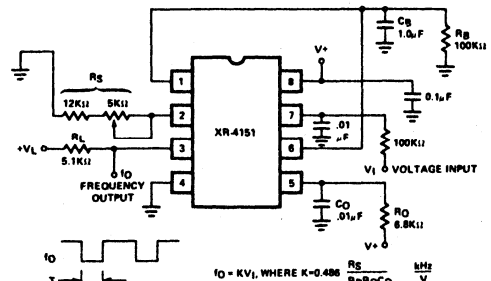 CB
1.0µF
RB
100KΩ
V+
RS
12KΩ 5KΩ
1
8
0.1µF
2
XR-4151
7
.01
µF
100KΩ
RL
+VL
5.1KΩ
3
6
VI VOLTAGE INPUT
fO
FREQUENCY
OUTPUT
4
5
CO
.01µF
RO
6.8KΩ
V+
fO
fO = KVI, WHERE K=0.486 RS kHz
RBROCO V
T